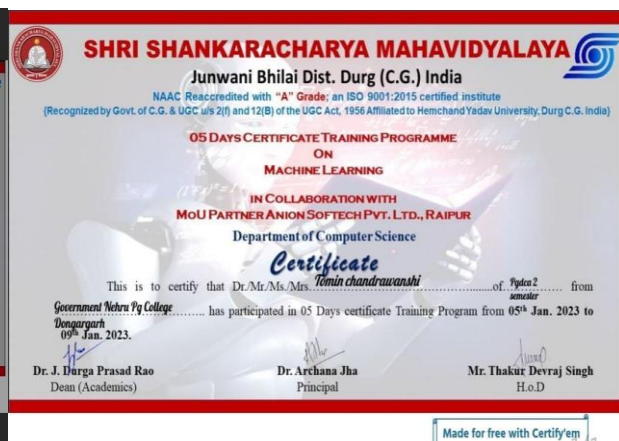 SHRI SHANKARACHARYA MAHAVIDYALAYA
Junwani Bhilai Dist. Durg (C.G.) India
NAAC Reaccredited with "A" Grade; an ISO 9001:2015 certified institute
(Recognized by Govt. of C.G. & UGC u/s 2(f) and 12(B) of the UGC Act, 1956 Affiliated to Hemchand Yadav University, Durg C.G. India)
05 DAYS CERTIFICATE TRAINING PROGRAMME
ON
MACHINE LEARNING
IN COLLABORATION WITH
MOU PARTNER ANION SOFTECH PVT. LTD., RAIPUR
Department of Computer Science
Certificate
This is to certify that Dr./Mr./Ms./Mrs. Tomin chandrawanshi of Pgdca 2 semester from
Government Nehru Pg College Dongargarh has participated in 05 Days certificate Training Program from 05th Jan. 2023 to
09th Jan. 2023.
Dr. J. Durga Prasad Rao Dr. Archana Jha Mr. Thakur Devraj Singh
Dean (Academics) Principal H.o.D
Made for free with Certify'em